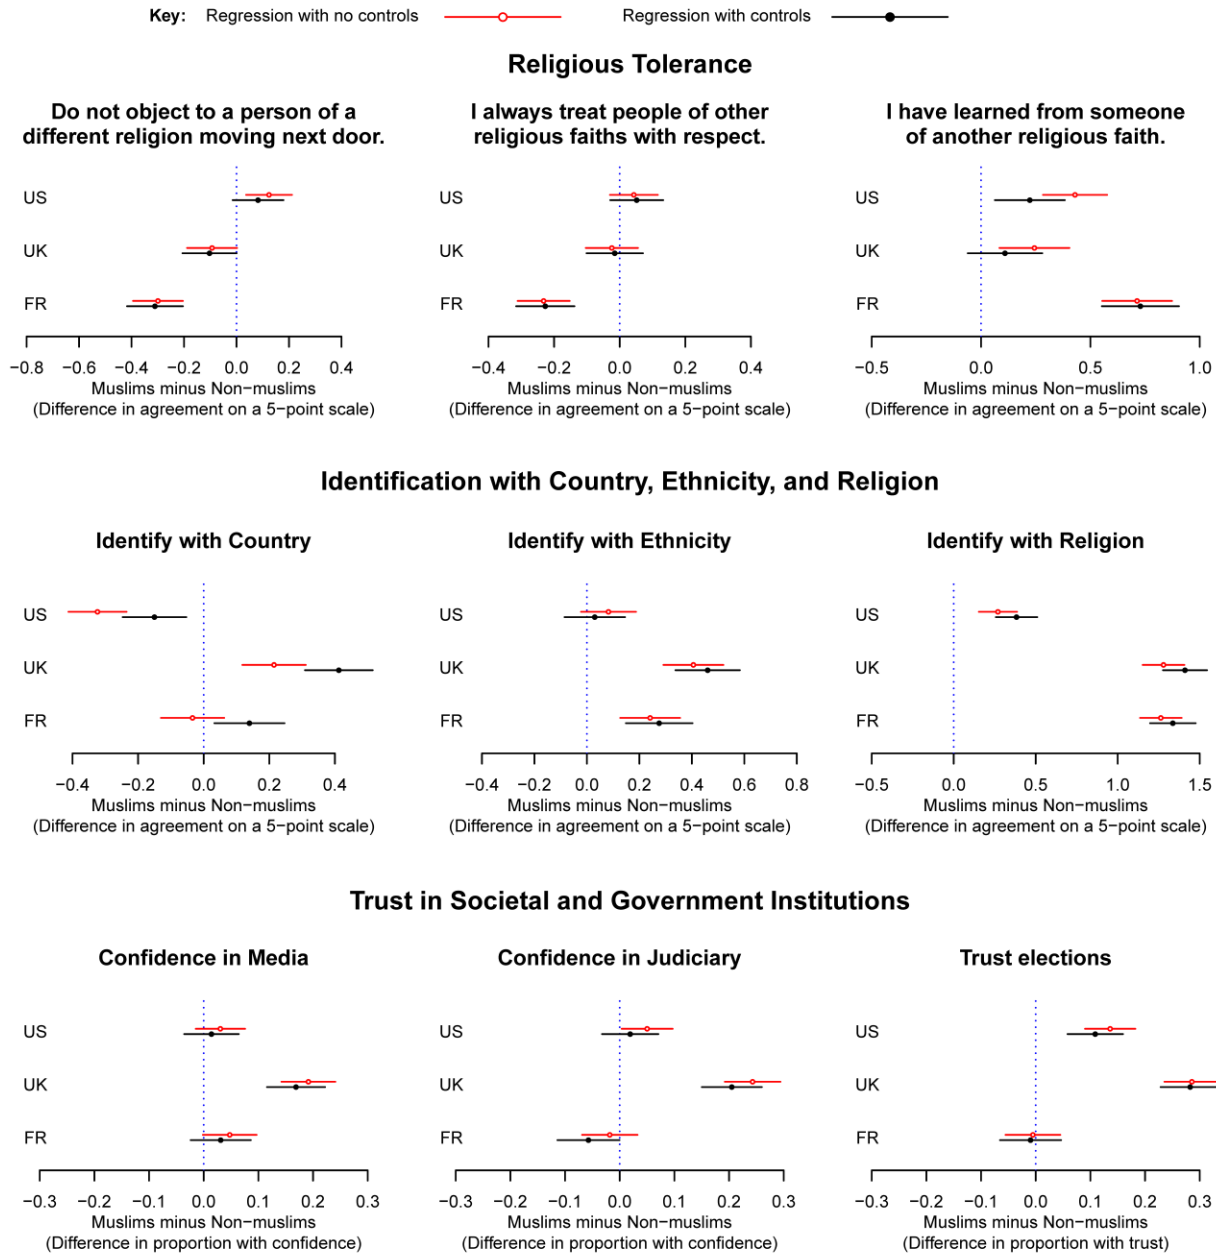 Key: Regression with no controls Regression with controls
Religious Tolerance
Do not object to a person of a
different religion moving next door.
I always treat people of other
religious faiths with respect.
I have learned from someone
of another religious faith.
US
UK
FR
−0.8 −0.6 −0.4 −0.2 0.0 0.2 0.4
Muslims minus Non−muslims
(Difference in agreement on a 5−point scale)
−0.4 −0.2 0.0 0.2 0.4
Muslims minus Non−muslims
(Difference in agreement on a 5−point scale)
US
UK
FR
−0.5 0.0 0.5 1.0
Muslims minus Non−muslims
(Difference in agreement on a 5−point scale)
US
UK
FR
Identification with Country, Ethnicity, and Religion
Identify with Country
US
UK
FR
−0.4 −0.2 0.0 0.2 0.4
Muslims minus Non−muslims
(Difference in agreement on a 5−point scale)
Identify with Ethnicity
US
UK
FR
−0.4 −0.2 0.0 0.2 0.4 0.6 0.8
Muslims minus Non−muslims
(Difference in agreement on a 5−point scale)
Identify with Religion
US
UK
FR
−0.5 0.0 0.5 1.0 1.5
Muslims minus Non−muslims
(Difference in agreement on a 5−point scale)
Trust in Societal and Government Institutions
Confidence in Media
US
UK
FR
−0.3 −0.2 −0.1 0.0 0.1 0.2 0.3
Muslims minus Non−muslims
(Difference in proportion with confidence)
Confidence in Judiciary
US
UK
FR
−0.3 −0.2 −0.1 0.0 0.1 0.2 0.3
Muslims minus Non−muslims
(Difference in proportion with confidence)
Trust elections
US
UK
FR
−0.3 −0.2 −0.1 0.0 0.1 0.2 0.3
Muslims minus Non−muslims
(Difference in proportion with trust)